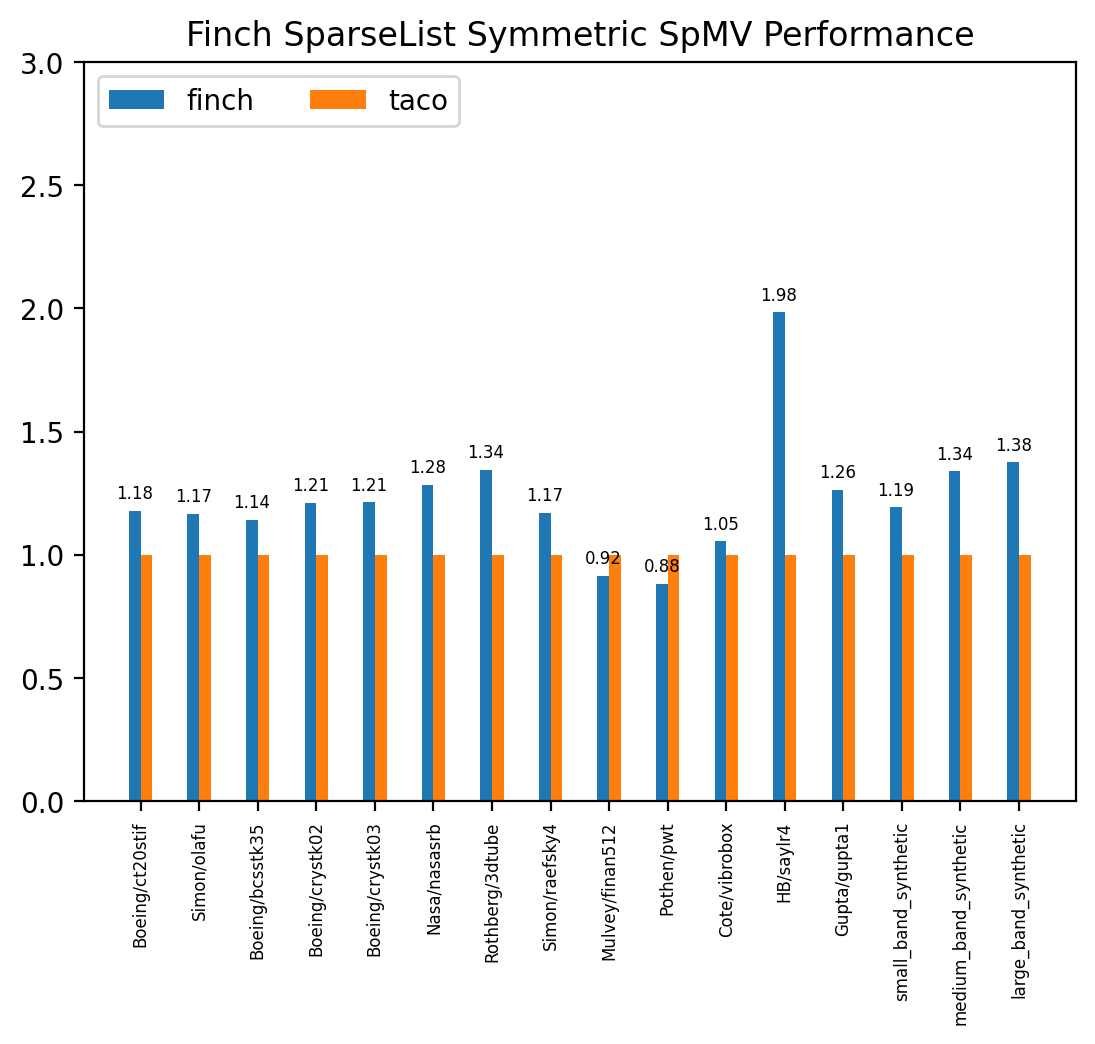 Finch SparseList Symmetric SpMV Performance
3.0
2.5
2.0
1.5
1.0
0.5
0.0
finch
taco
1.18
1.17
1.14
1.21
1.21
1.28
1.34
1.17
0.92
0.88
1.05
1.98
1.26
1.19
1.34
1.38
Boeing/ct20stif
Simon/olafu
Boeing/bcsstk35
Boeing/crystk02
Boeing/crystk03
Nasa/nasasrb
Rothberg/3dtube
Simon/raefsky4
Mulvey/finan512
Pothen/pwt
Cote/vibrobox
HB/saylr4
Gupta/gupta1
small_band_synthetic
medium_band_synthetic
large_band_synthetic